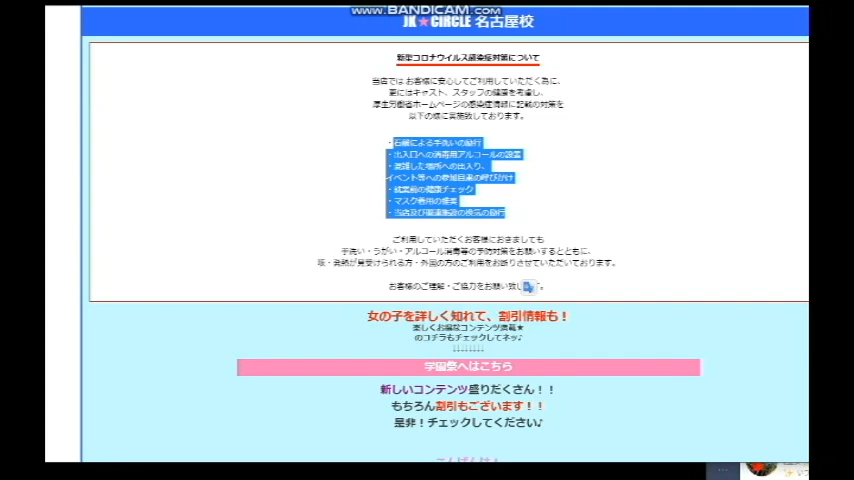 WWW.BANDICAM.COM
JK★CIRCLE 名古屋校
新型コロナウイルス感染症対策について
当店では お客様に安心してご利用していただく為に、
更にはキャスト、スタッフの健康を考慮し、
厚生労働省ホームページの感染症情報に記載の対策を
以下の様に実施致しております。
・石鹸による手洗いの励行
・出入口への消毒用アルコールの設置
・混雑した場所への出入り、
イベント等への参加自粛の呼びかけ
・就業前の健康チェック
・マスク着用の推奨
・当店及び関連施設の換気の励行
ご利用していただくお客様におきましても
手洗い・うがい・アルコール消毒等の予防対策をお願いするとともに、
咳・発熱が見受けられる方・外国の方のご利用をお断りさせていただいております。
お客様のご理解・ご協力をお願い致し す。
女の子を詳しく知れて、割引情報も！
楽しくお得なコンテンツ満載★
のコチラもチェックしてネッ♪
↓↓↓↓↓↓↓↓
学園祭へはこちら
新しいコンテンツ盛りだくさん！！
もちろん割引もございます！！
是非！チェックしてください♪